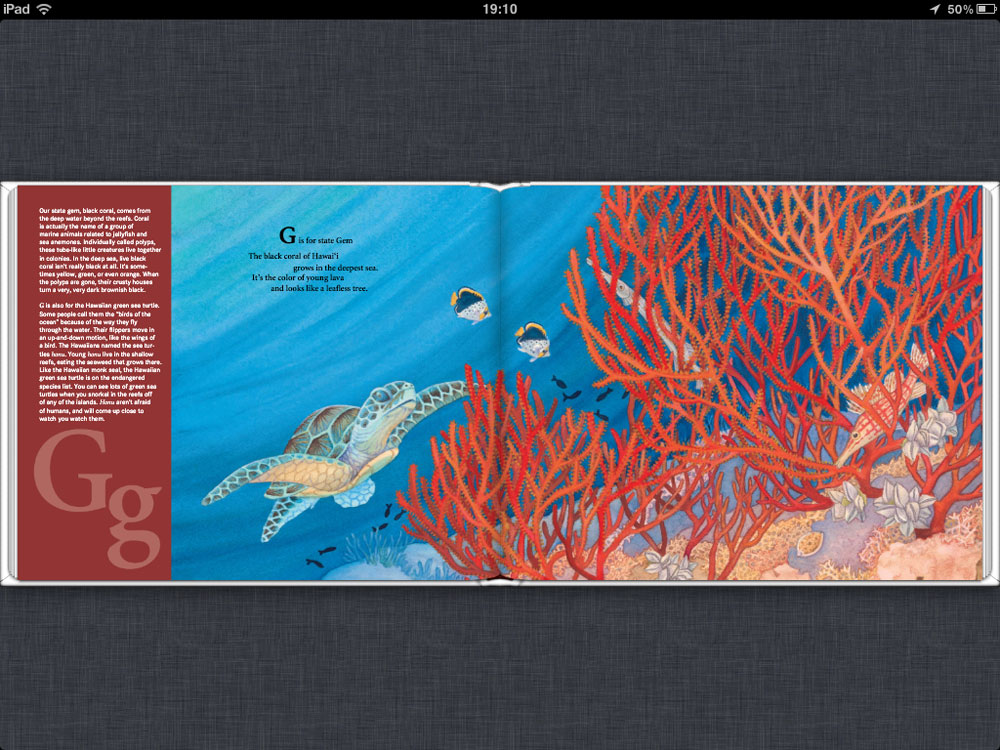 iPad
19:10
50%
Our state gem, black coral, comes from
the deep water beyond the reefs. Coral
is actually the name of a group of
marine animals related to jellyfish and
sea anemones. Individually called polyps,
these tube-like little creatures live together
in colonies. In the deep sea, live black
coral isn't really black at all. It's some-
times yellow, green, or even orange. When
the polyps are gone, their crusty houses
turn a very, very dark brownish black.
G is also for the Hawaiian green sea turtle.
Some people call them the "birds of the
ocean" because of the way they fly
through the water. Their flippers move in
an up-and-down motion, like the wings of
a bird. The Hawaiians named the sea tur-
tles honu. Young honu live in the shallow
reefs, eating the seaweed that grows there.
Like the Hawaiian monk seal, the Hawaiian
green sea turtle is on the endangered
species list. You can see lots of green sea
turtles when you snorkel in the reefs off
of any of the islands. Honu aren't afraid
of humans, and will come up close to
watch you watch them.
Gg
G is for state Gem
The black coral of Hawai'i
grows in the deepest sea.
It's the color of young lava
and looks like a leafless tree.